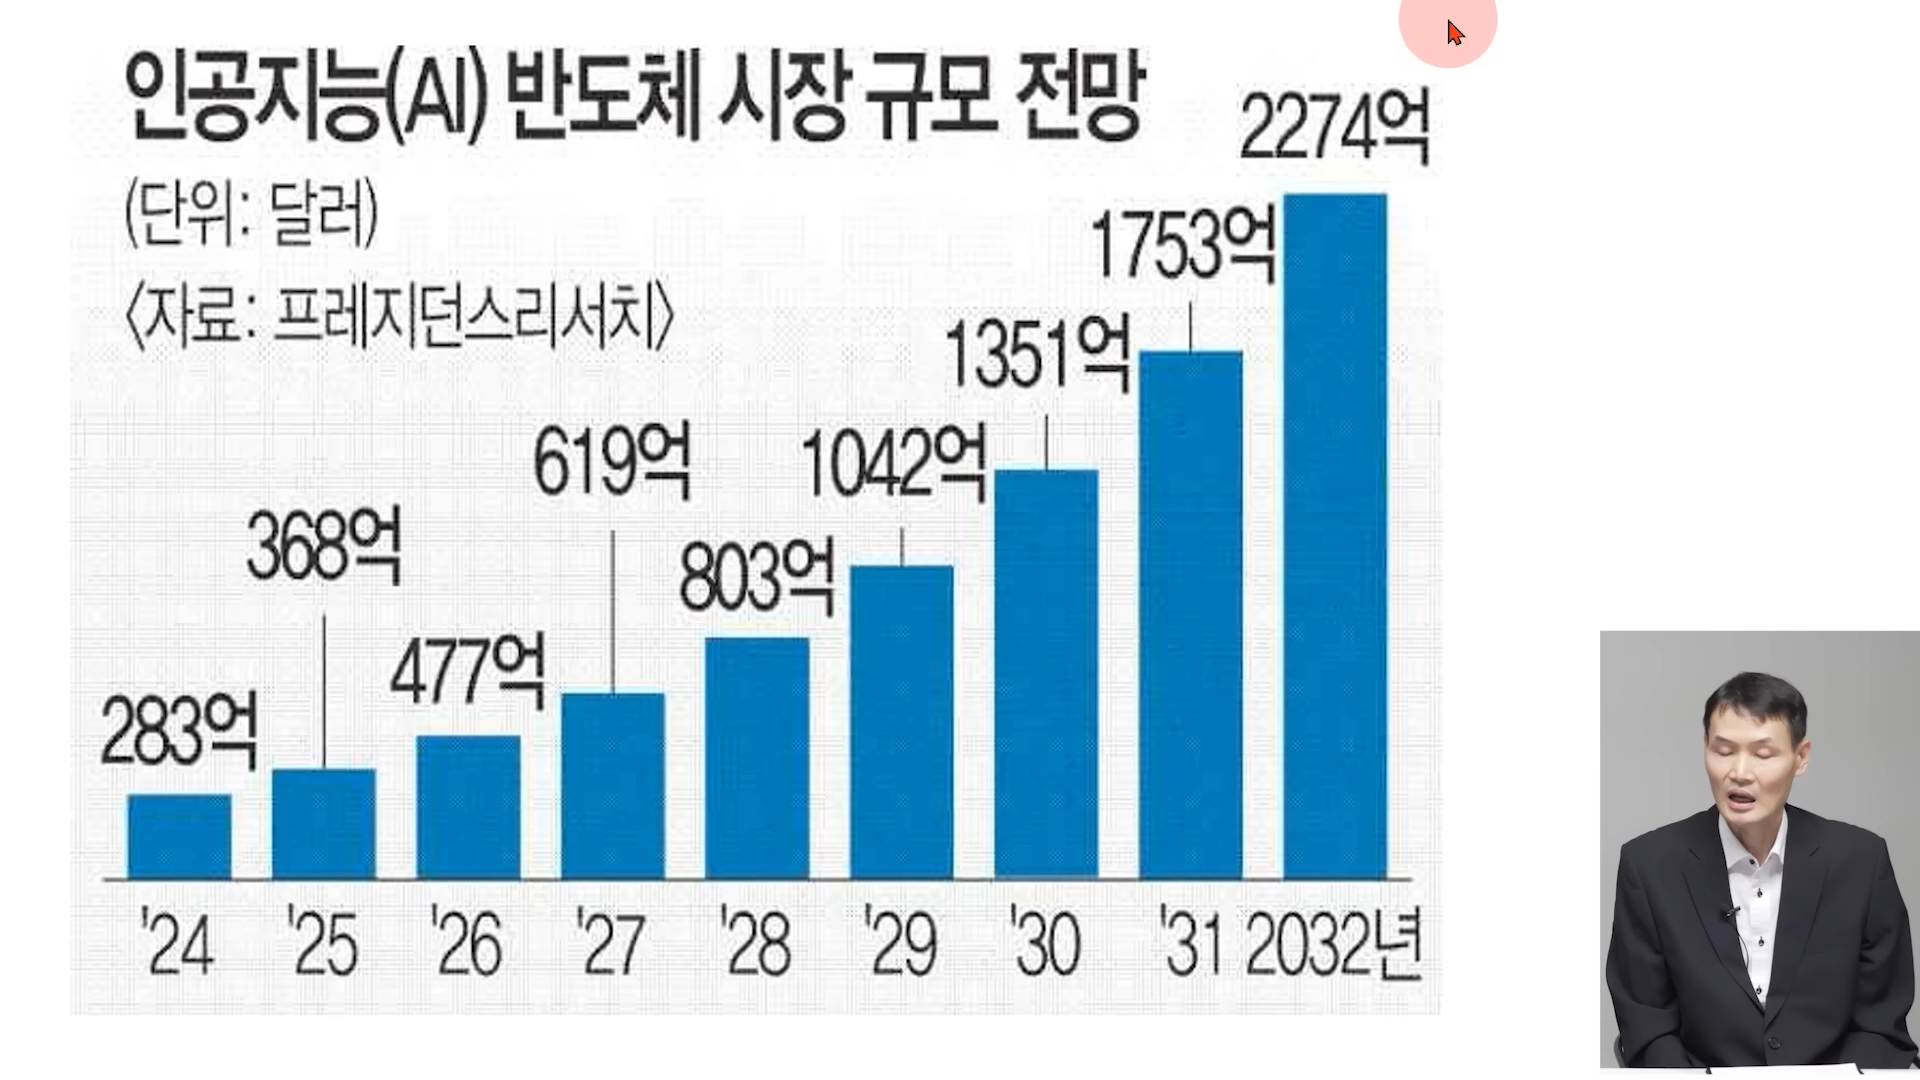 인공지능(AI) 반도체 시장 규모 전망
(단위: 달러)
〈자료: 프레지던스리서치〉
283억
368억
477억
619억
803억
1042억
1351억
1753억
2274억
'24 '25 '26 '27 '28 '29 '30 '31 2032년